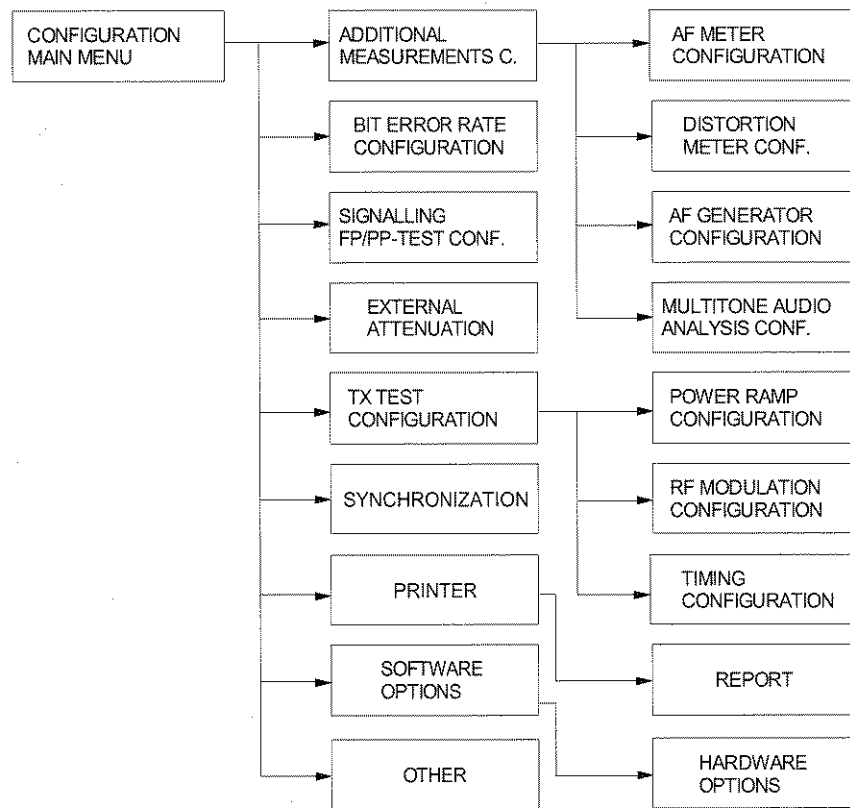 CONFIGURATION
MAIN MENU
ADDITIONAL
MEASUREMENTS C.
AF METER
CONFIGURATION
BIT ERROR RATE
CONFIGURATION
DISTORTION
METER CONF.
SIGNALLING
FP/PP-TEST CONF.
AF GENERATOR
CONFIGURATION
EXTERNAL
ATTENUATION
MULTITONE AUDIO
ANALYSIS CONF.
TX TEST
CONFIGURATION
POWER RAMP
CONFIGURATION
SYNCHRONIZATION
RF MODULATION
CONFIGURATION
PRINTER
TIMING
CONFIGURATION
SOFTWARE
OPTIONS
REPORT
OTHER
HARDWARE
OPTIONS